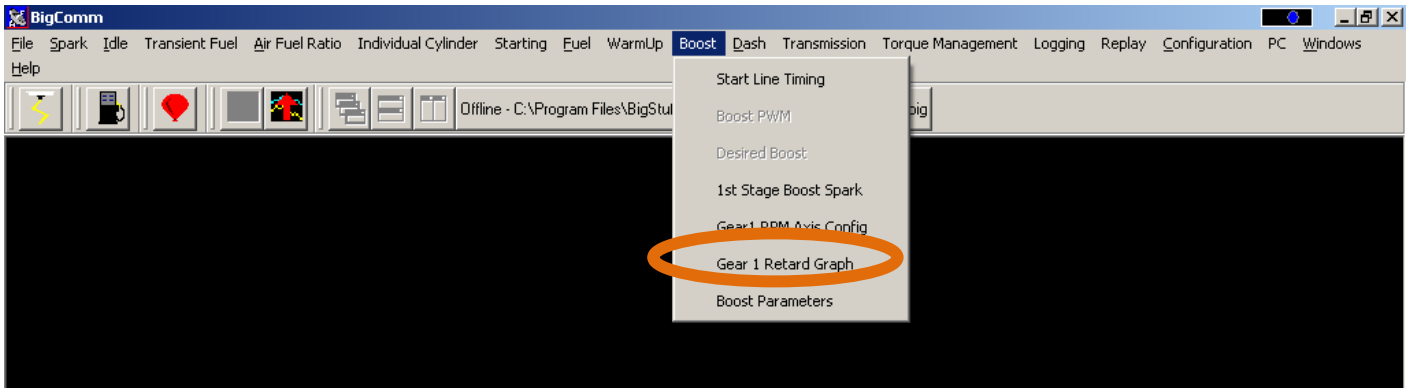 BigComm
File Spark Idle Transient Fuel Air Fuel Ratio Individual Cylinder Starting Fuel WarmUp Boost Dash Transmission Torque Management Logging Replay Configuration PC Windows
Help
Start Line Timing
Offline - C:\Program Files\BigStu
big
Boost PWM
Desired Boost
1st Stage Boost Spark
Gear1 RPM Axis Config
Gear 1 Retard Graph
Boost Parameters